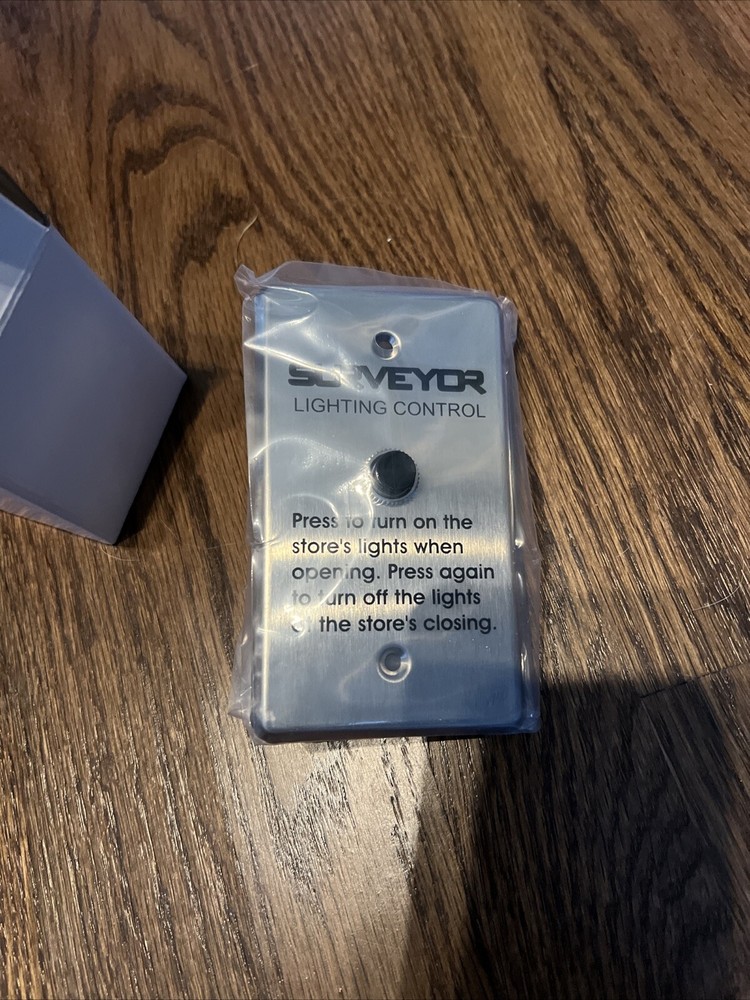 SURVEYOR
LIGHTING CONTROL
Press to turn on the
store's lights when
opening. Press again
to turn off the lights
at the store's closing.